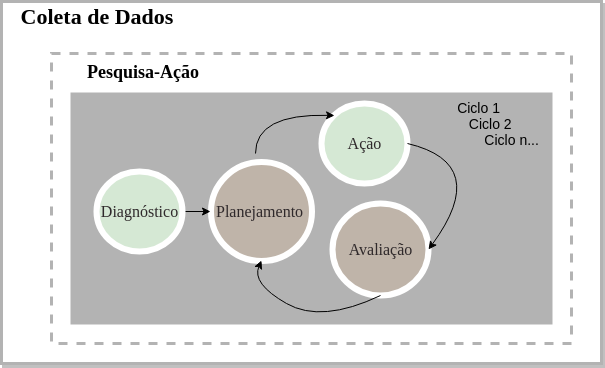 Coleta de Dados
Pesquisa-Ação
Ciclo 1
Ciclo 2
Ciclo n...
Ação
Diagnóstico
Planejamento
Avaliação